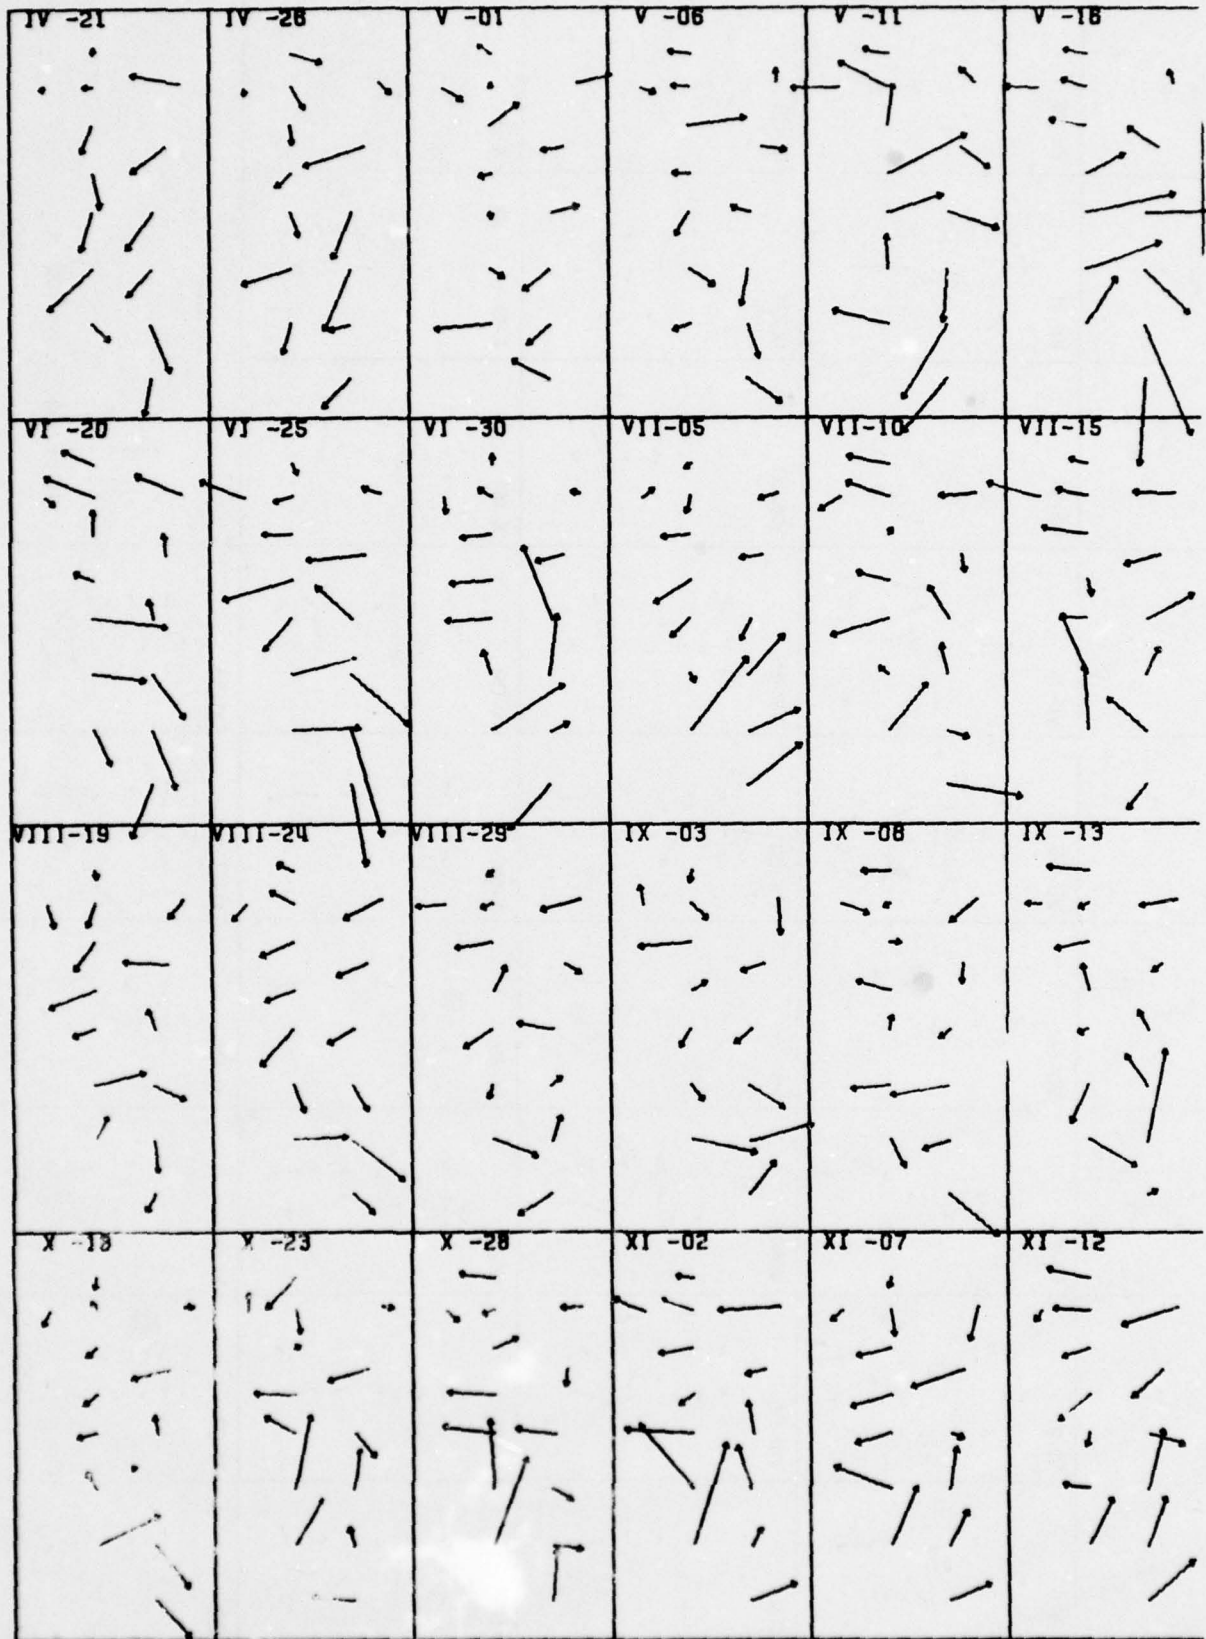 IV -21
IV -26
V -01
V -06
V -11
V -16
VI -20
VI -25
VI -30
VII-05
VII-10
VII-15
VIII-19
VIII-24
VIII-29
IX -03
IX -08
IX -13
X -18
X -23
X -28
XI -02
XI -07
XI -12